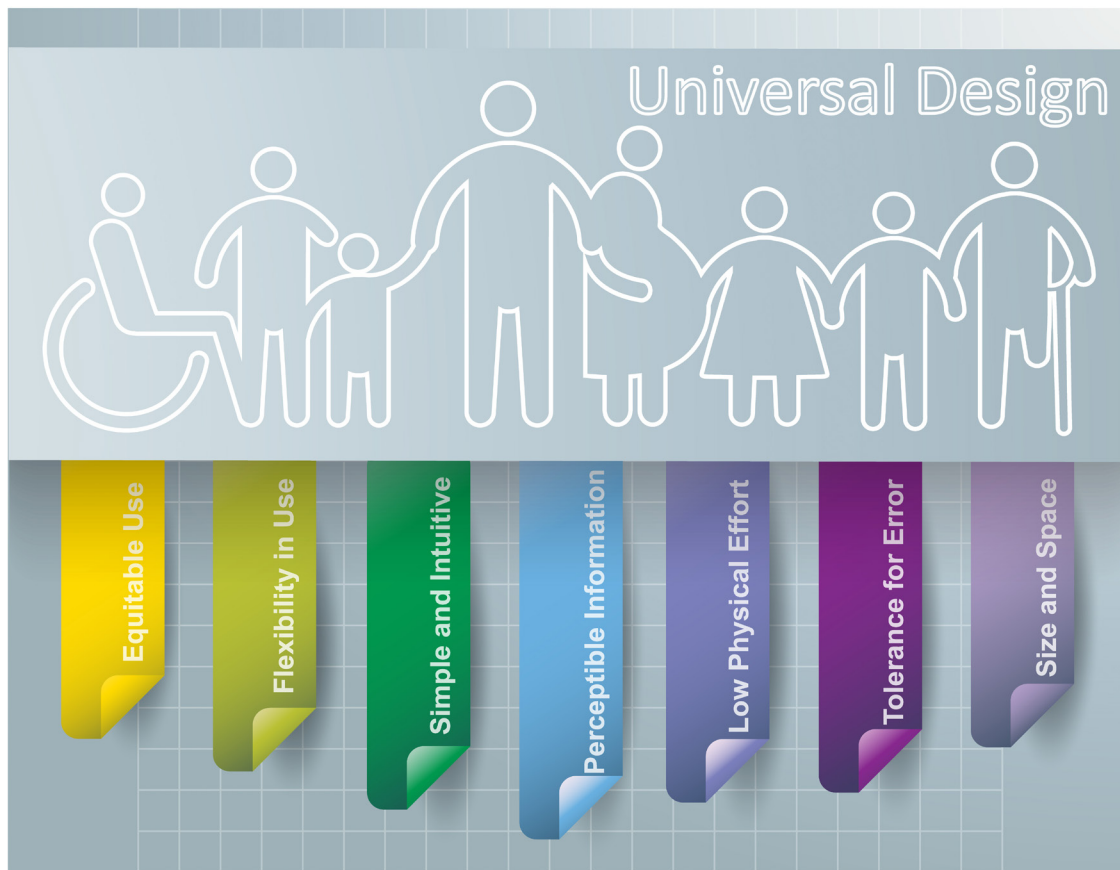 Universal Design
Equitable Use
Flexibility in Use
Simple and Intuitive
Perceptible Information
Low Physical Effort
Tolerance for Error
Size and Space